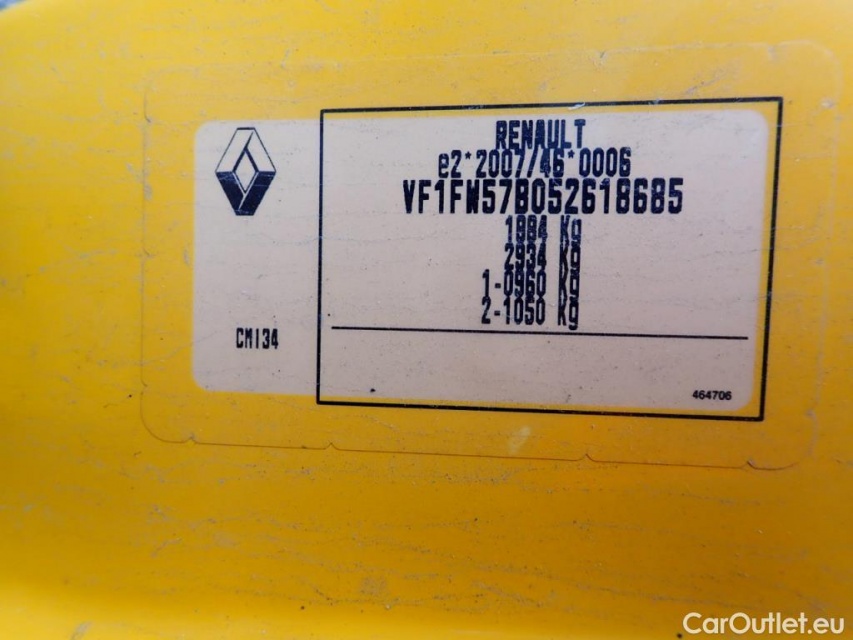 RENAULT
e2*2007/46*0006
VF1FW57B052618685
1984 Kg
2934 Kg
1-0960 Kg
2-1050 Kg
CM134
464706
CarOutlet.eu